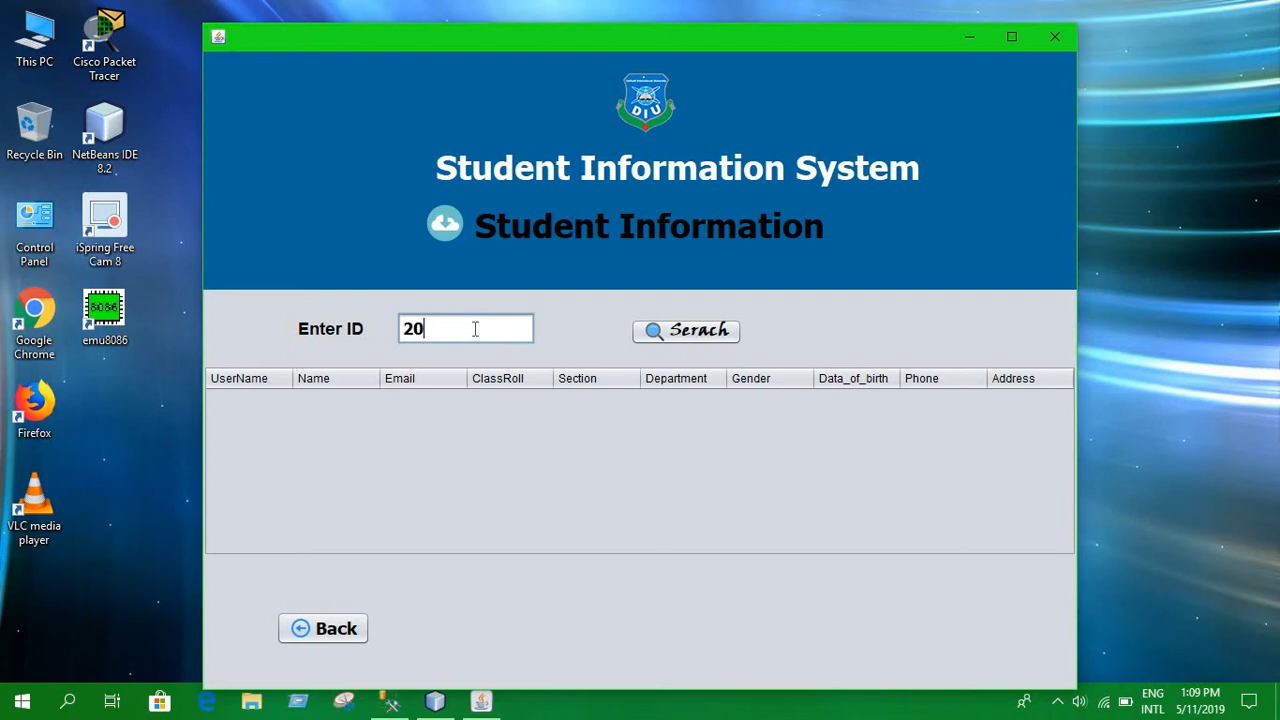 This PC
Cisco Packet
Tracer
Recycle Bin
NetBeans IDE
8.2
Control
Panel
iSpring Free
Cam 8
Google
Chrome
8086
emu8086
Firefox
VLC media
player
DIU
Student Information System
Student Information
Enter ID
20
Serach
UserName Name Email ClassRoll Section Department Gender Data_of_birth Phone Address
Back
ENG
INTL
1:09 PM
5/11/2019